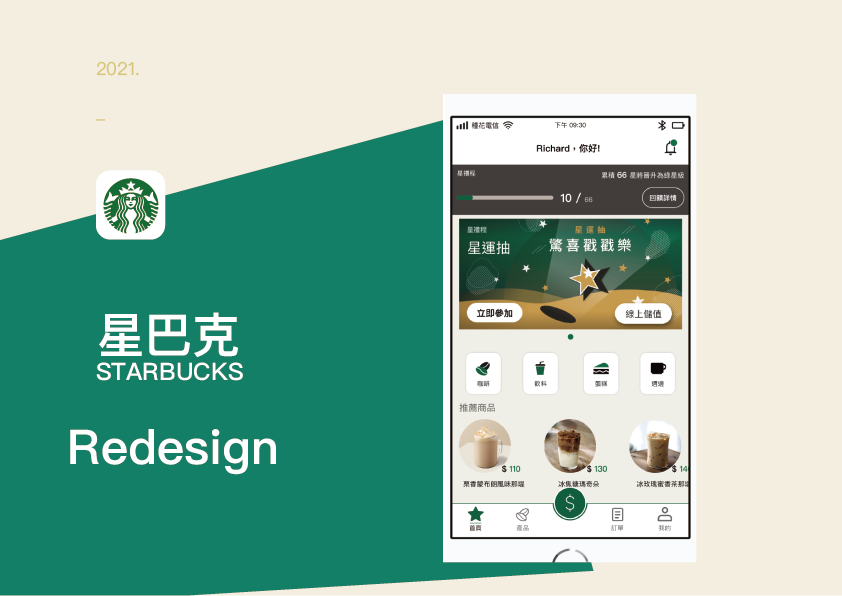 2021.
–
星巴克
STARBUCKS
Redesign
種花電信 下午 09:30
Richard，你好!
星禮程 累積 66 星將晉升為綠星級
10 / 66 回饋詳情
星禮程 星運抽
星運抽 驚喜戳戳樂
立即參加 線上儲值
咖啡 飲料 蛋糕 週邊
推薦商品
$ 110 $ 130 $ 14
栗香蒙布朗風味那堤 冰焦糖瑪奇朵 冰玫瑰蜜香茶那堤
$
首頁 產品 訂單 我的